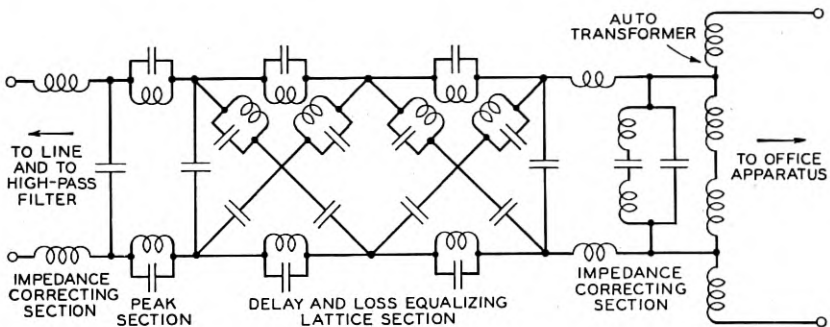 AUTO
TRANSFORMER
TO LINE
AND TO
HIGH-PASS
FILTER
TO OFFICE
APPARATUS
IMPEDANCE
CORRECTING
SECTION
PEAK
SECTION
DELAY AND LOSS EQUALIZING
LATTICE SECTION
IMPEDANCE
CORRECTING
SECTION